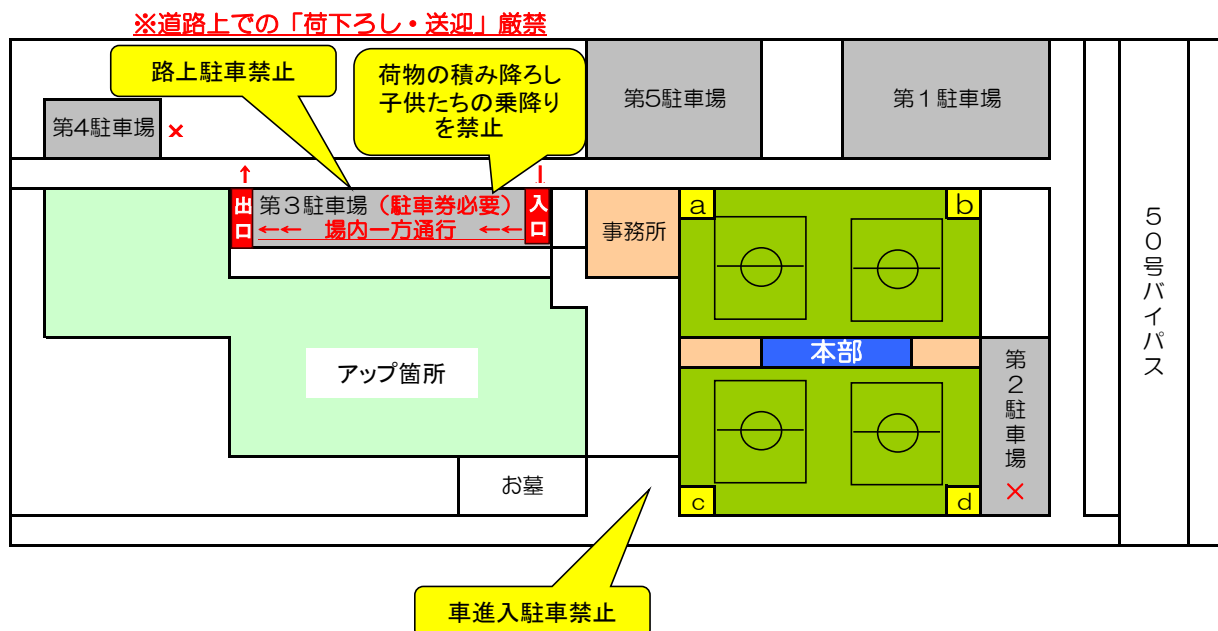 ※道路上での「荷下ろし・送迎」厳禁
路上駐車禁止
荷物の積み降ろし
子供たちの乗降り
を禁止
第5駐車場
第１駐車場
第4駐車場 ×
↑
出口
第３駐車場（駐車券必要）
←← 場内一方通行 ←←
入口
事務所
a
b
５０号バイパス
本部
アップ箇所
第２駐車場 ×
お墓
c
d
車進入駐車禁止